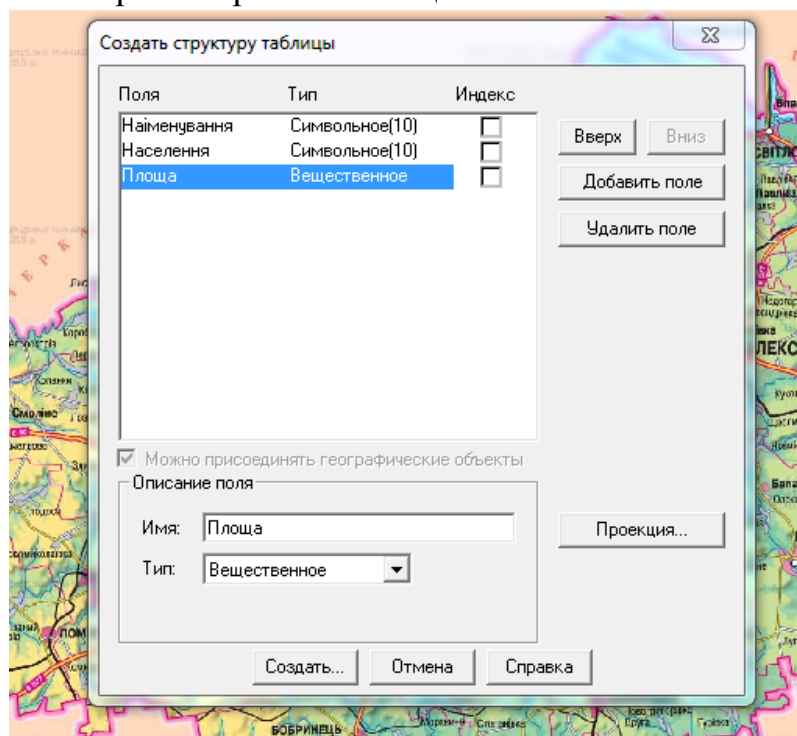 Создать структуру таблицы
Поля Тип Индекс
Наіменування Символьное(10)
Населення Символьное(10)
Площа Вещественное
Вверх Вниз
Добавить поле
Удалить поле
Можно присоединять географические объекты
Описание поля
Имя: Площа
Тип: Вещественное
Проекция...
Создать... Отмена Справка
Смоліне
БОБРИНЕЦЬ